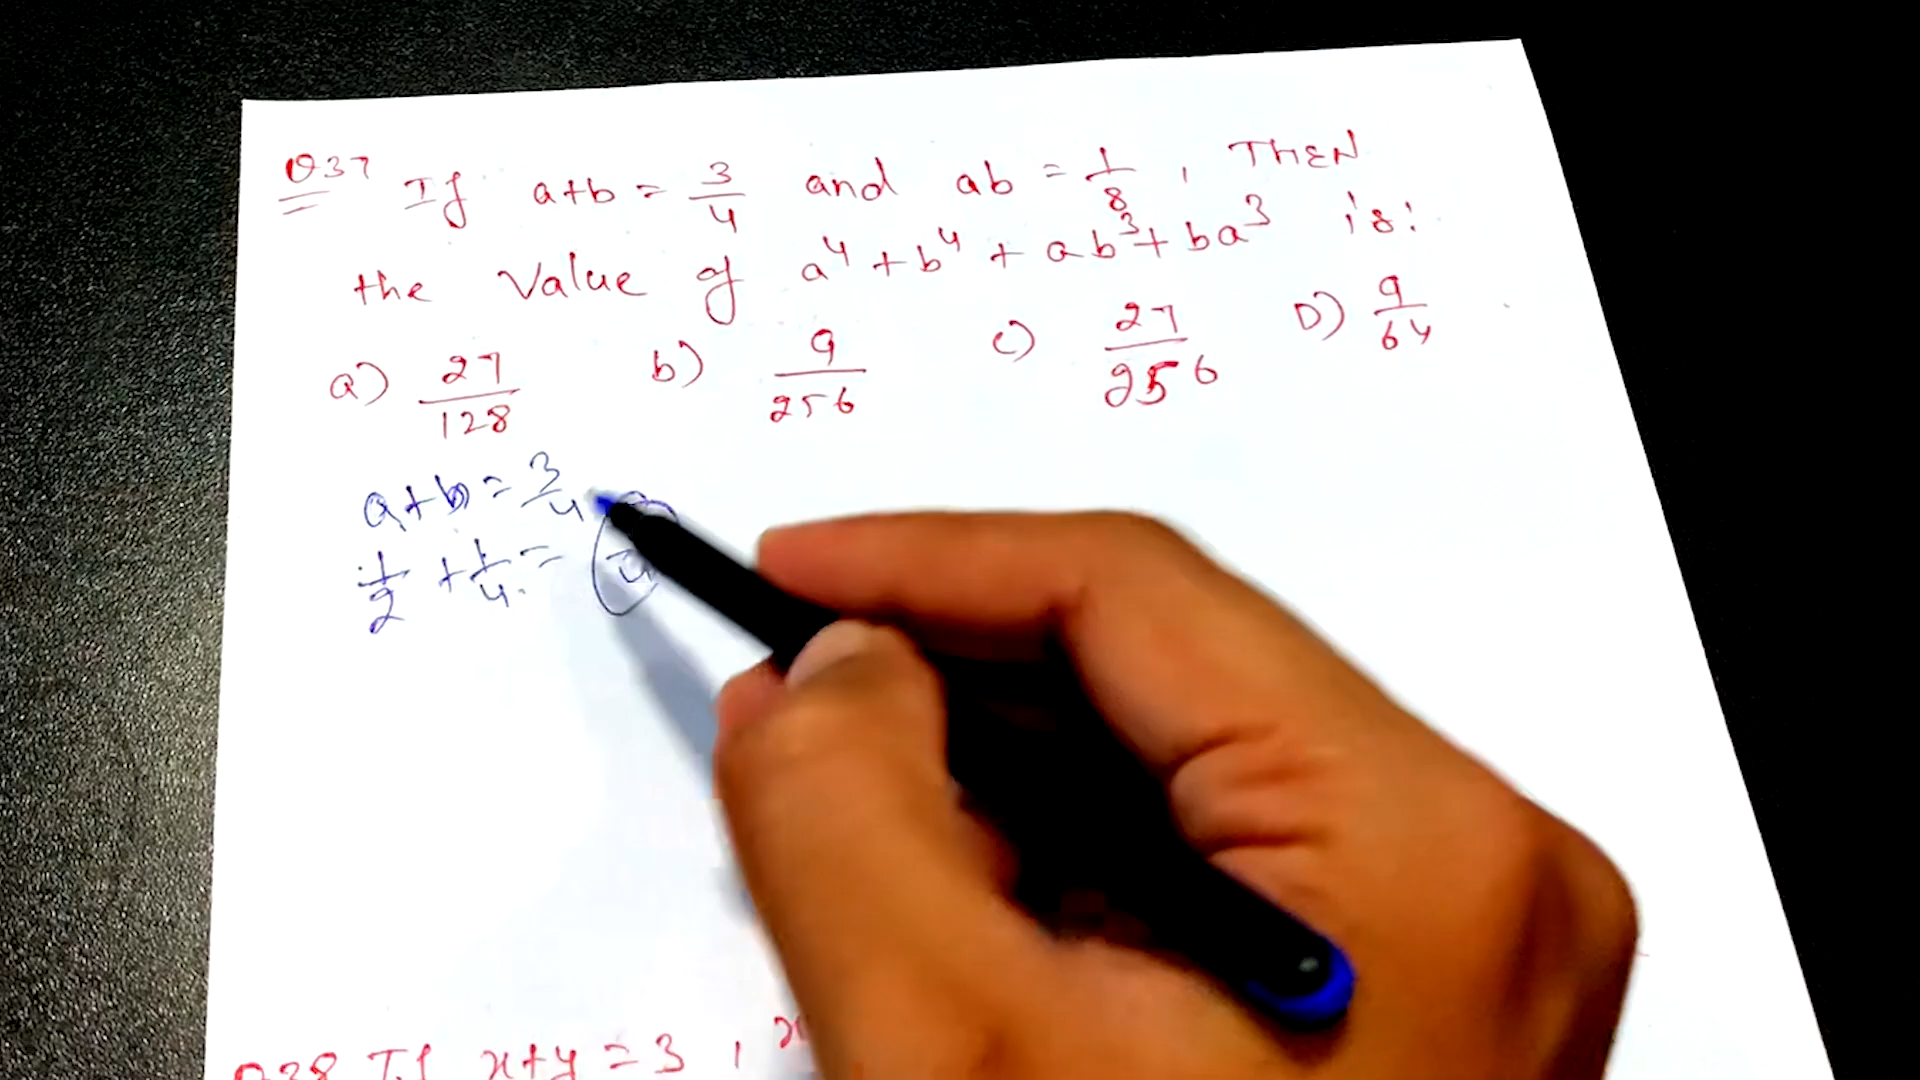 Q37 If a+b = 3/4 and ab = 1/8 , THEN
the value of a⁴ + b⁴ + ab³ + ba³ is:
a) 27/128 b) 9/256 c) 27/256 D) 9/64
a+b = 3/4
1/2 + 1/4 =
Q38 If x+y = 3 ,